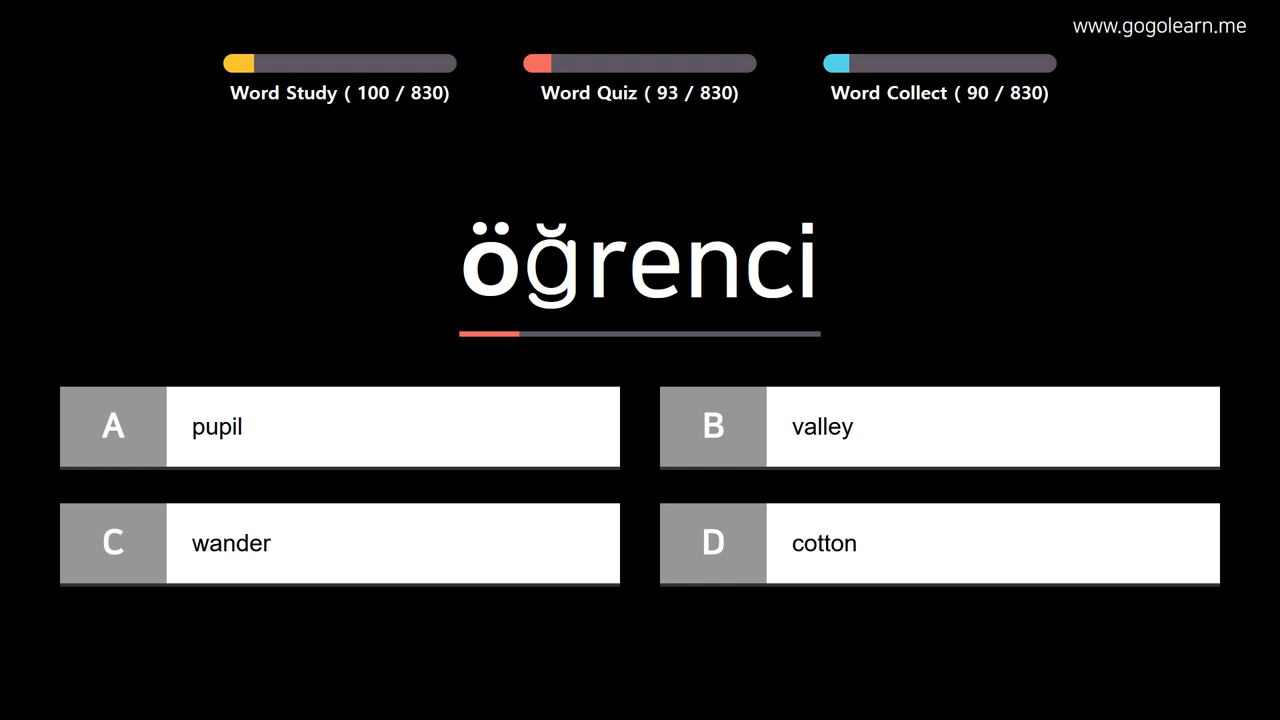 www.gogolearn.me
Word Study ( 100 / 830)
Word Quiz ( 93 / 830)
Word Collect ( 90 / 830)
öğrenci
A pupil
B valley
C wander
D cotton